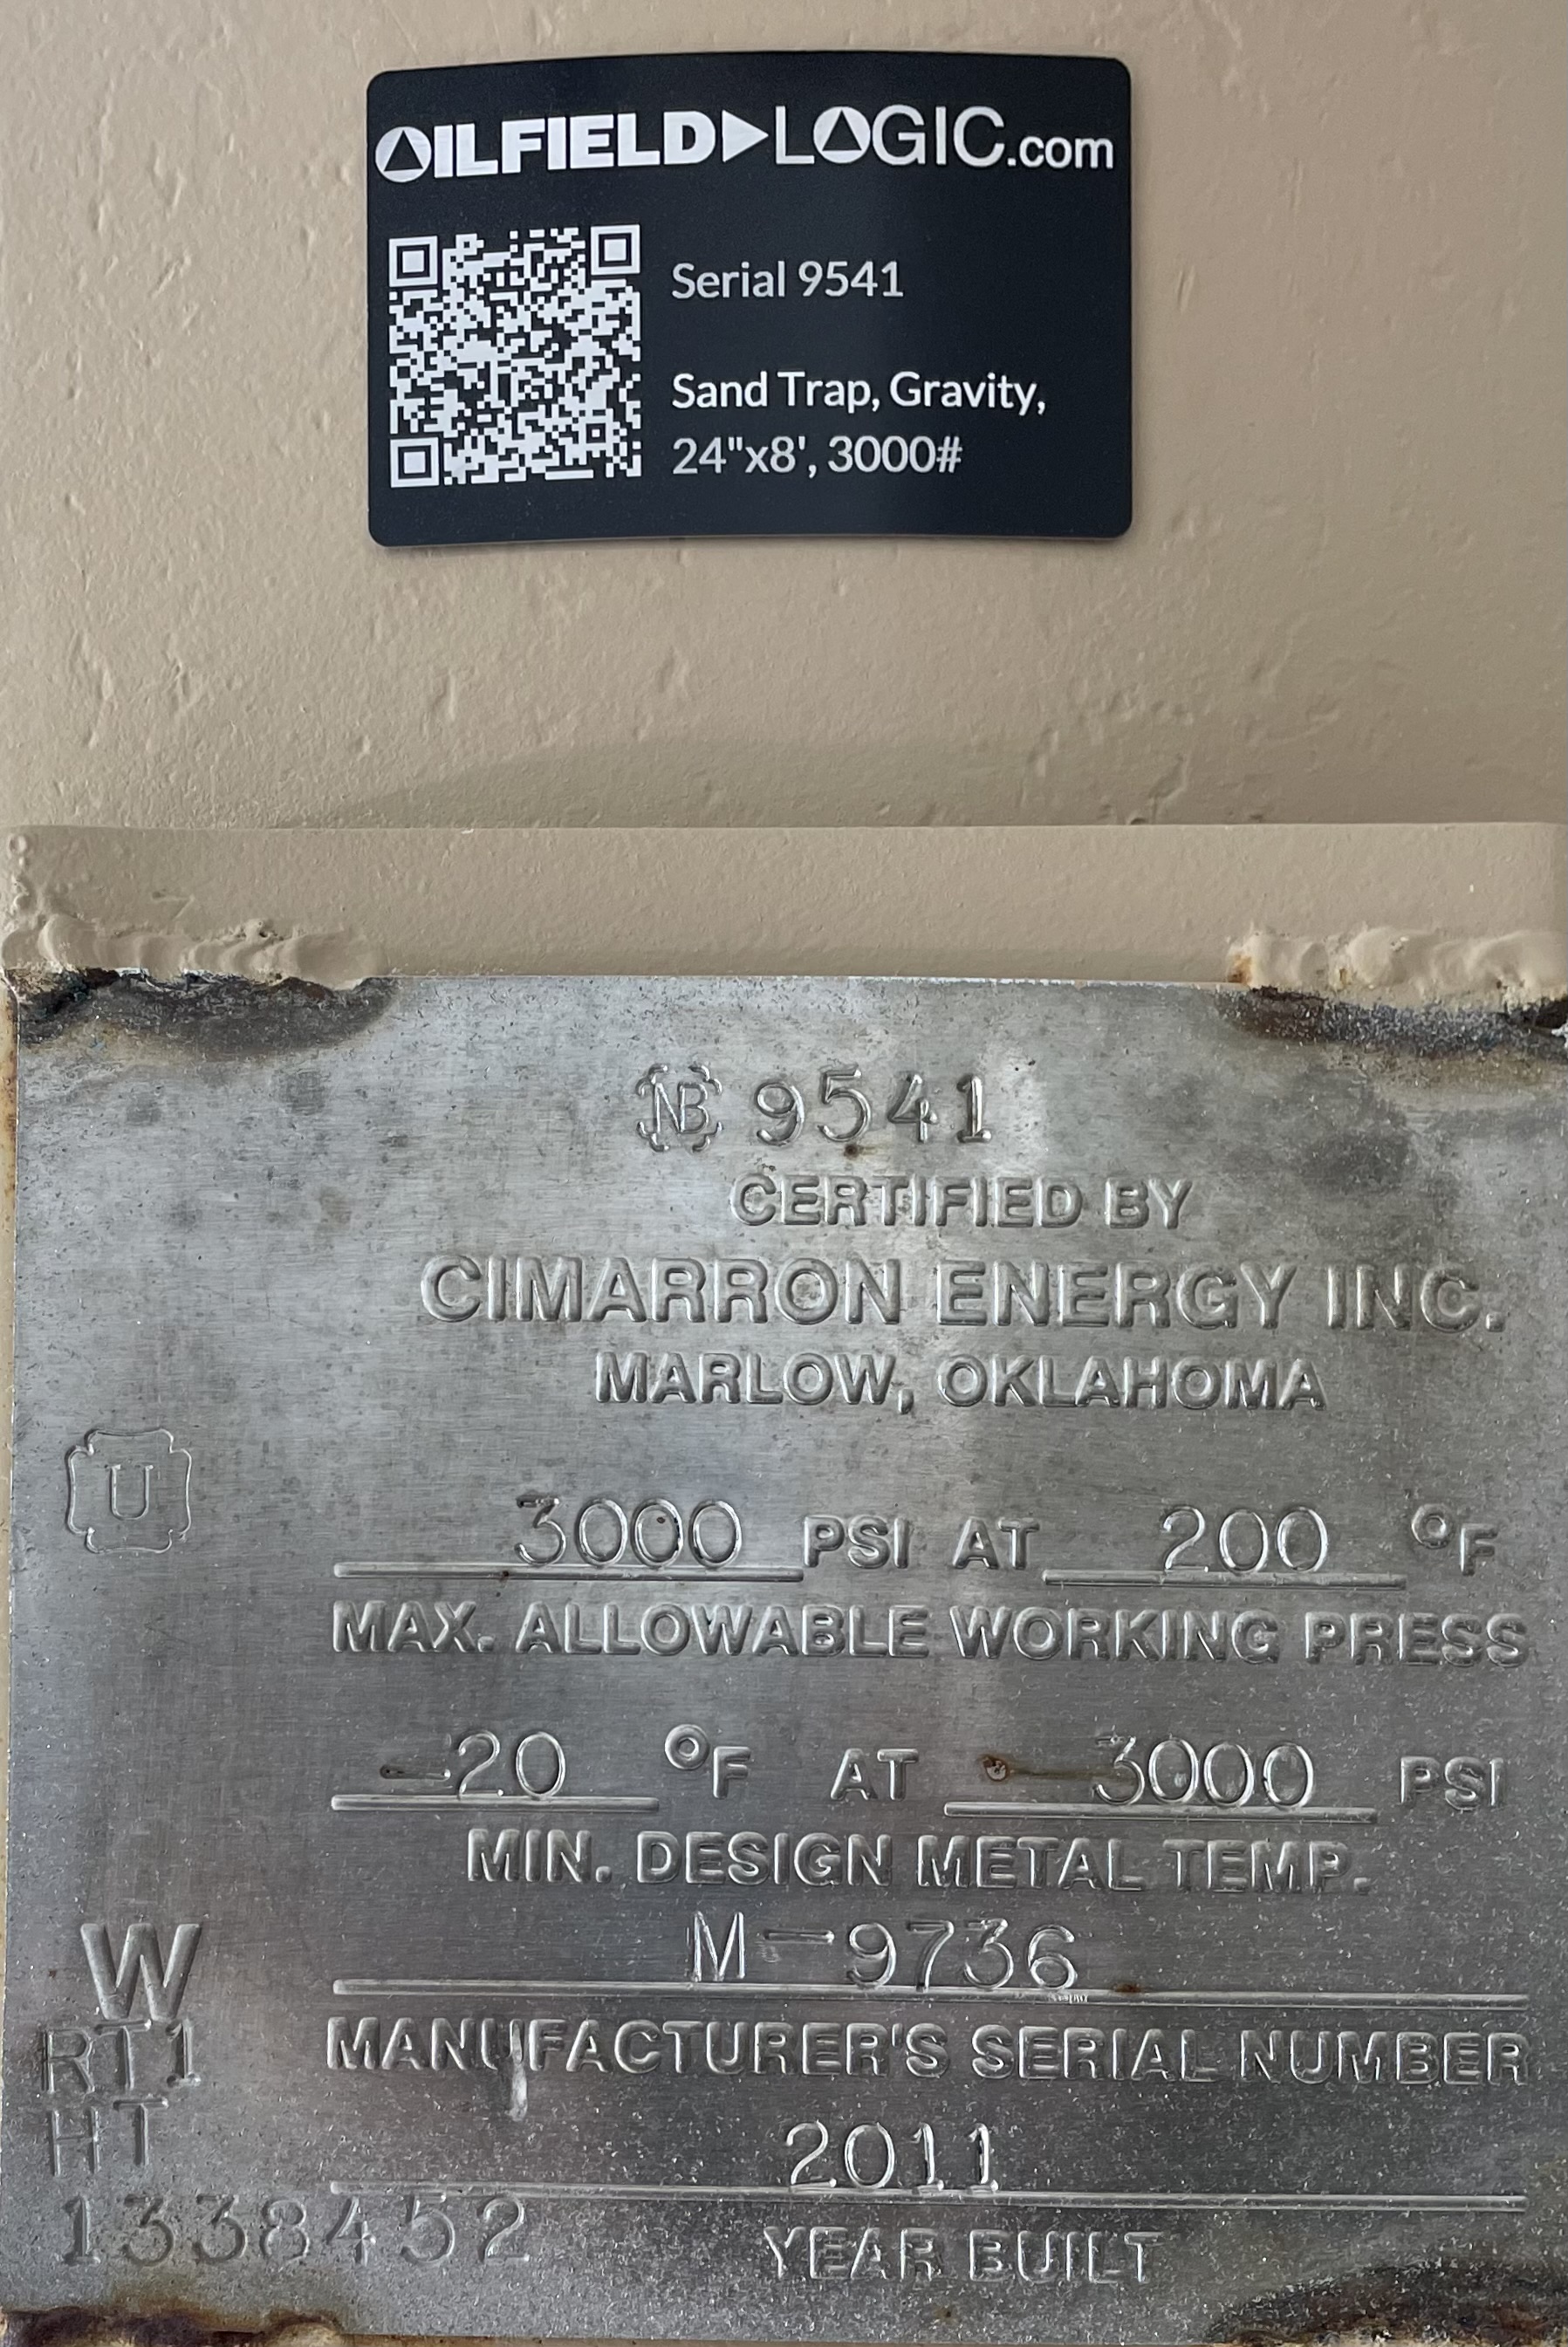 OILFIELD LOGIC.com
Serial 9541
Sand Trap, Gravity,
24"x8', 3000#
NB 9541
CERTIFIED BY
CIMARRON ENERGY INC.
MARLOW, OKLAHOMA
U
3000 PSI AT 200 °F
MAX. ALLOWABLE WORKING PRESS
-20 °F AT 3000 PSI
MIN. DESIGN METAL TEMP.
W
M-9736
RT1
MANUFACTURER'S SERIAL NUMBER
HT
2011
1338452
YEAR BUILT